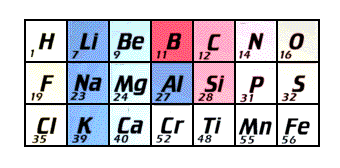 H Li Be B C N O
1 7 9 11 12 14 16
F Na Mg Al Si P S
19 23 24 27 28 31 32
Cl K Ca Cr Ti Mn Fe
35 39 40 52 48 55 56